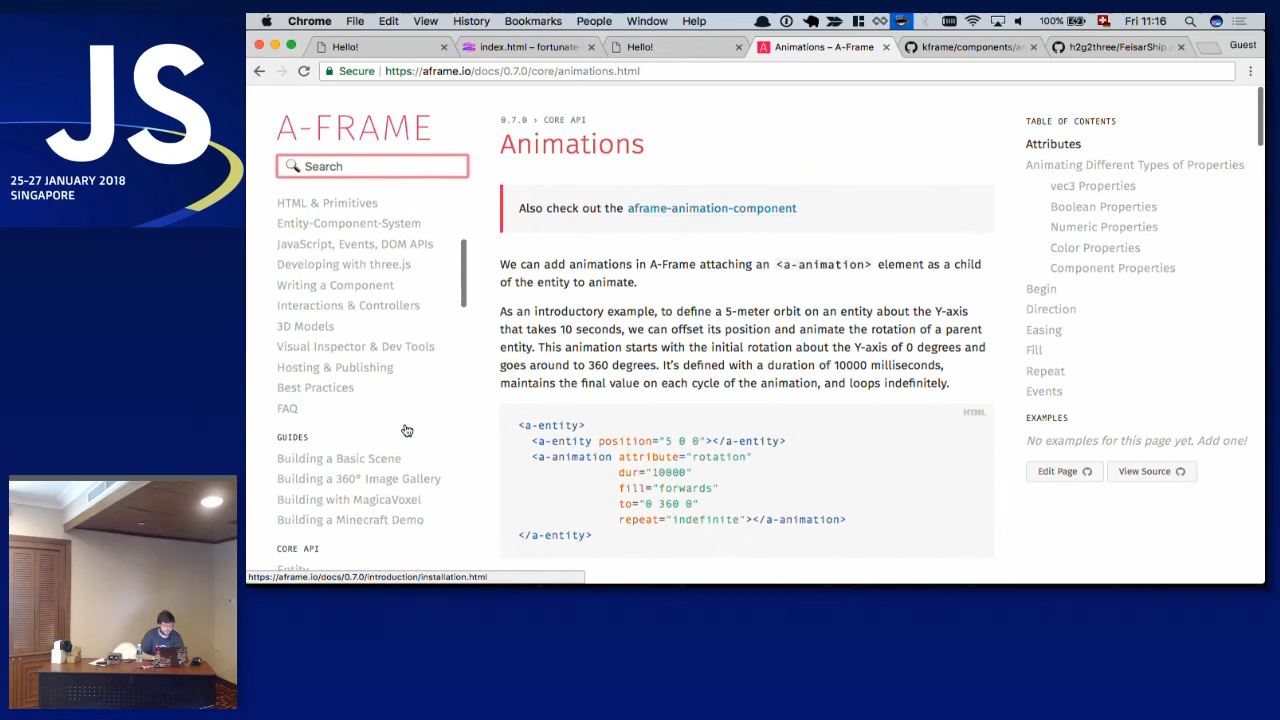 JS
25-27 JANUARY 2018
SINGAPORE
Chrome File Edit View History Bookmarks People Window Help
100%
Fri 11:16
Hello!
index.html – fortunate-
Hello!
Animations – A-Frame
kframe/components/a
h2g2three/FeisarShip.
Guest
Secure
https://aframe.io/docs/0.7.0/core/animations.html
A-FRAME
Search
HTML & Primitives
Entity-Component-System
JavaScript, Events, DOM APIs
Developing with three.js
Writing a Component
Interactions & Controllers
3D Models
Visual Inspector & Dev Tools
Hosting & Publishing
Best Practices
FAQ
GUIDES
Building a Basic Scene
Building a 360° Image Gallery
Building with MagicaVoxel
Building a Minecraft Demo
CORE API
Entity
https://aframe.io/docs/0.7.0/introduction/installation.html
0.7.0 › CORE API
Animations
Also check out the aframe-animation-component
We can add animations in A-Frame attaching an <a-animation> element as a child
of the entity to animate.
As an introductory example, to define a 5-meter orbit on an entity about the Y-axis
that takes 10 seconds, we can offset its position and animate the rotation of a parent
entity. This animation starts with the initial rotation about the Y-axis of 0 degrees and
goes around to 360 degrees. It's defined with a duration of 10000 milliseconds,
maintains the final value on each cycle of the animation, and loops indefinitely.
HTML
<a-entity>
<a-entity position="5 0 0"></a-entity>
<a-animation attribute="rotation"
dur="10000"
fill="forwards"
to="0 360 0"
repeat="indefinite"></a-animation>
</a-entity>
TABLE OF CONTENTS
Attributes
Animating Different Types of Properties
vec3 Properties
Boolean Properties
Numeric Properties
Color Properties
Component Properties
Begin
Direction
Easing
Fill
Repeat
Events
EXAMPLES
No examples for this page yet. Add one!
Edit Page
View Source